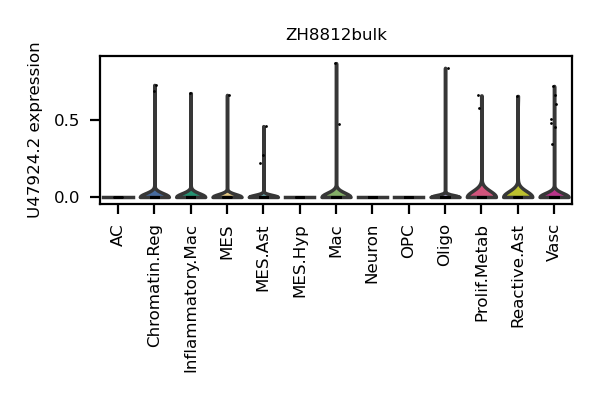 ZH8812bulk
U47924.2 expression
0.5
0.0
AC
Chromatin.Reg
Inflammatory.Mac
MES
MES.Ast
MES.Hyp
Mac
Neuron
OPC
Oligo
Prolif.Metab
Reactive.Ast
Vasc